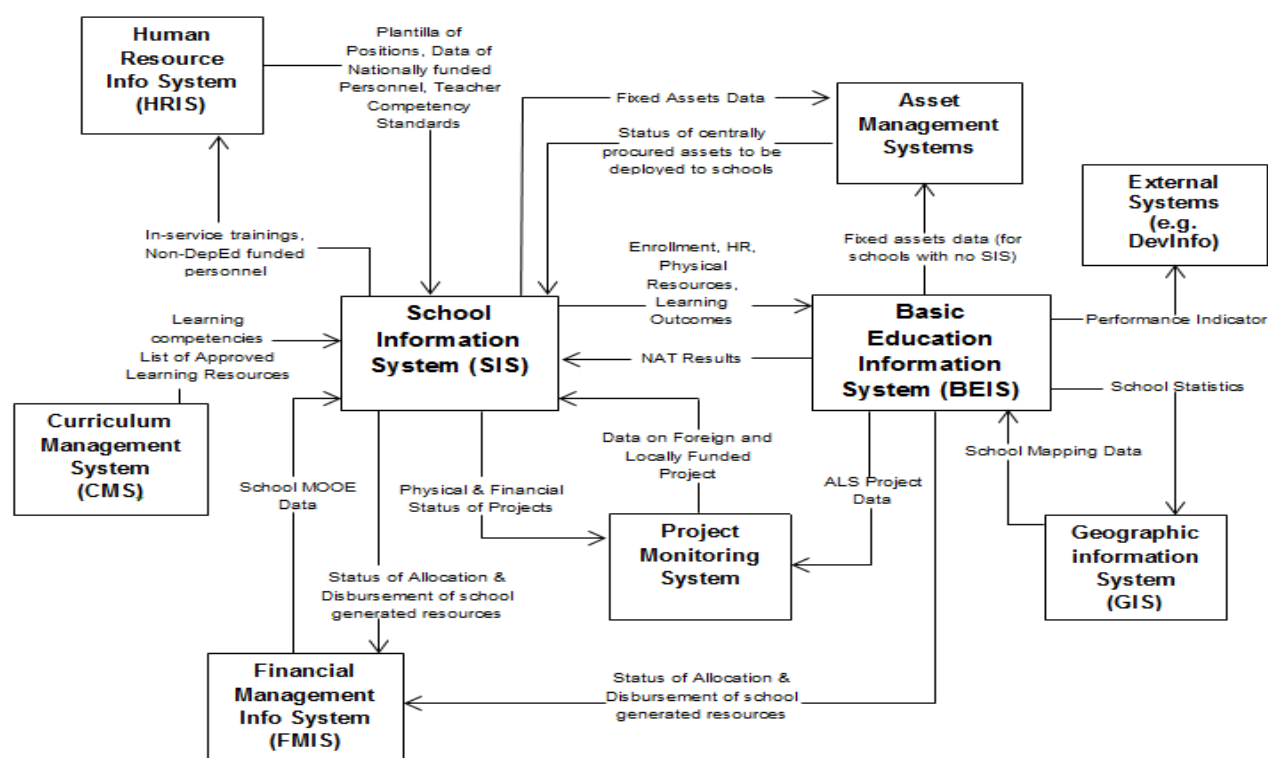 Human
Resource
Info System
(HRIS)
Plantilla of
Positions, Data of
Nationally funded
Personnel, Teacher
Competency
Standards
Fixed Assets Data
Asset
Management
Systems
Status of centrally
procured assets to be
deployed to schools
External
Systems
(e.g.
DevInfo)
In-service trainings,
Non-DepEd funded
personnel
Enrollment, HR,
Physical
Resources,
Learning
Outcomes
Fixed assets data (for
schools with no SIS)
School
Information
System (SIS)
Basic
Education
Information
System (BEIS)
Performance Indicator
Learning
competencies
List of Approved
Learning Resources
NAT Results
School Statistics
Curriculum
Management
System
(CMS)
Data on Foreign and
Locally Funded
Project
School Mapping Data
School MOOE
Data
Physical & Financial
Status of Projects
ALS Project
Data
Project
Monitoring
System
Geographic
information
System
(GIS)
Status of Allocation &
Disbursement of school
generated resources
Financial
Management
Info System
(FMIS)
Status of Allocation &
Disbursement of school
generated resources